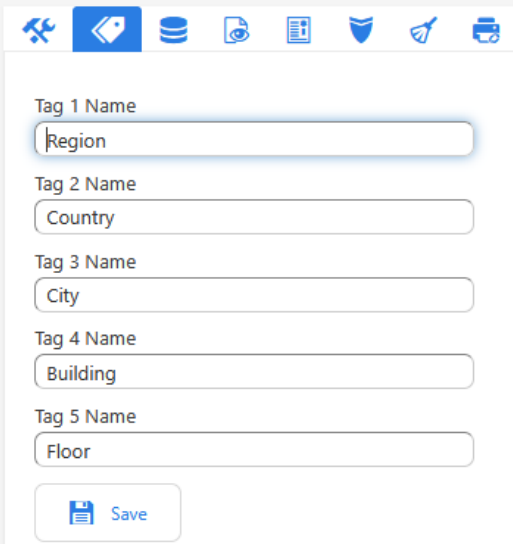 Tag 1 Name
Region
Tag 2 Name
Country
Tag 3 Name
City
Tag 4 Name
Building
Tag 5 Name
Floor
Save